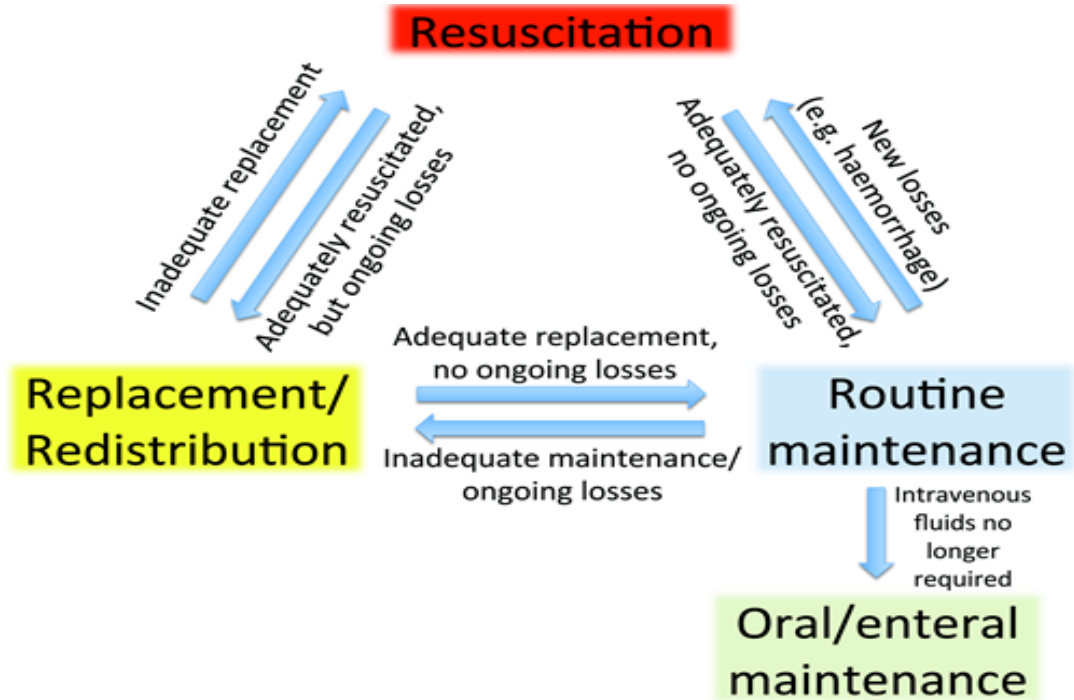 Resuscitation
Inadequate replacement
Adequately resuscitated,
but ongoing losses
Adequately resuscitated,
no ongoing losses
New losses
(e.g. haemorrhage)
Adequate replacement,
no ongoing losses
Replacement/
Redistribution
Inadequate maintenance/
ongoing losses
Routine
maintenance
Intravenous
fluids no
longer
required
Oral/enteral
maintenance